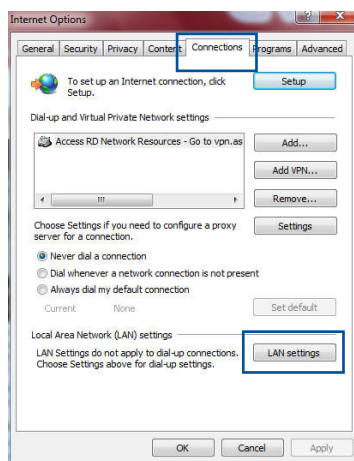 Internet Options
General Security Privacy Content Connections Programs Advanced
To set up an Internet connection, click
Setup.
Setup
Dial-up and Virtual Private Network settings
Access RD Network Resources - Go to vpn.as
Add...
Add VPN...
Remove...
Choose Settings if you need to configure a proxy
server for a connection.
Settings
Never dial a connection
Dial whenever a network connection is not present
Always dial my default connection
Current None
Set default
Local Area Network (LAN) settings
LAN Settings do not apply to dial-up connections.
Choose Settings above for dial-up settings.
LAN settings
OK Cancel Apply